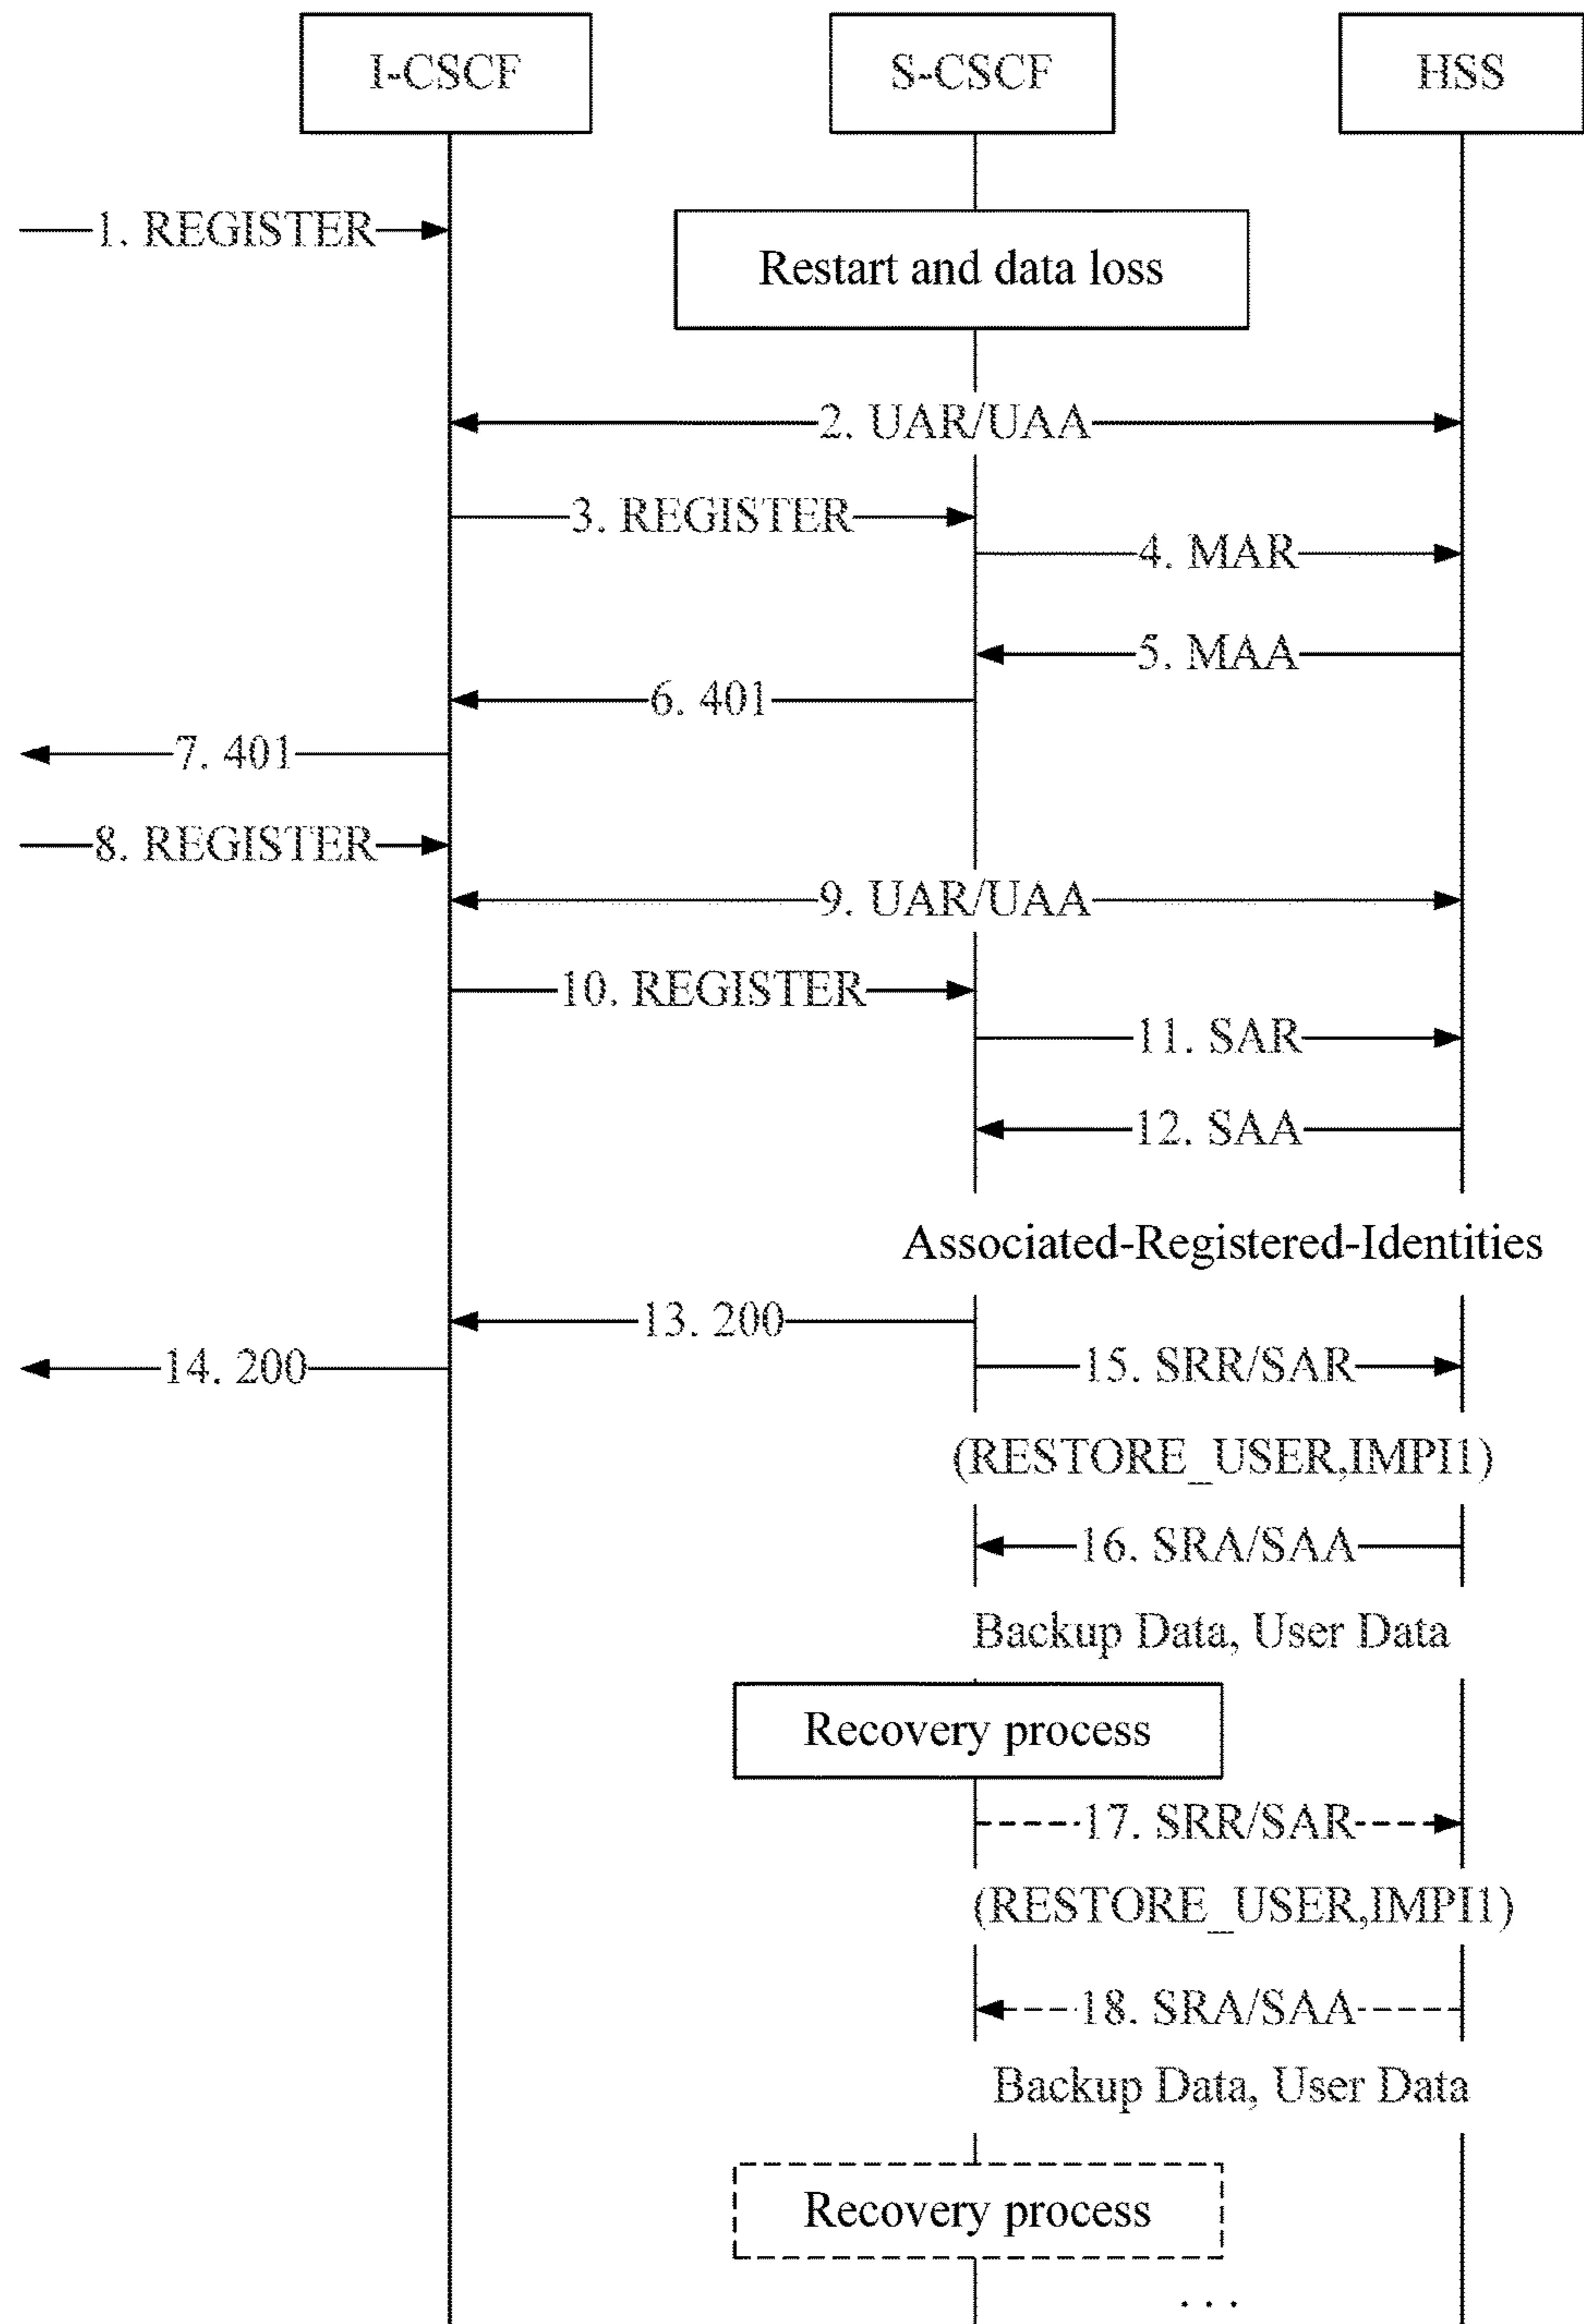 I-CSCF
S-CSCF
HSS
1. REGISTER
Restart and data loss
2. UAR/UAA
3. REGISTER
4. MAR
5. MAA
6. 401
7. 401
8. REGISTER
9. UAR/UAA
10. REGISTER
11. SAR
12. SAA
Associated-Registered-Identities
13. 200
14. 200
15. SRR/SAR
(RESTORE_USER,IMPI1)
16. SRA/SAA
Backup Data, User Data
Recovery process
17. SRR/SAR
(RESTORE_USER,IMPI1)
18. SRA/SAA
Backup Data, User Data
Recovery process
...